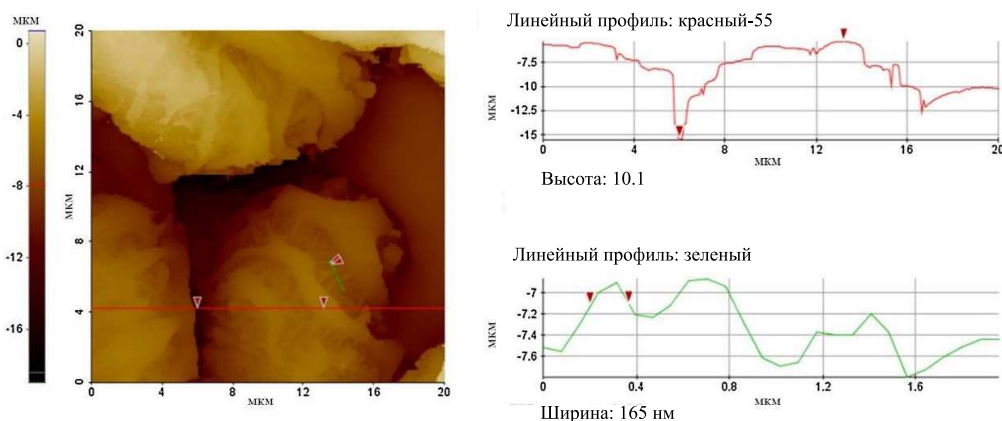 мкм
0
-4
-8
-12
-16
20
16
12
8
4
0
мкм
0 4 8 12 16 20
мкм
Линейный профиль: красный-55
-7.5
-10
-12.5
-15
мкм
0 4 8 12 16 20
мкм
Высота: 10.1
Линейный профиль: зеленый
-7
-7.2
-7.4
-7.6
мкм
0 0.4 0.8 1.2 1.6
мкм
Ширина: 165 нм